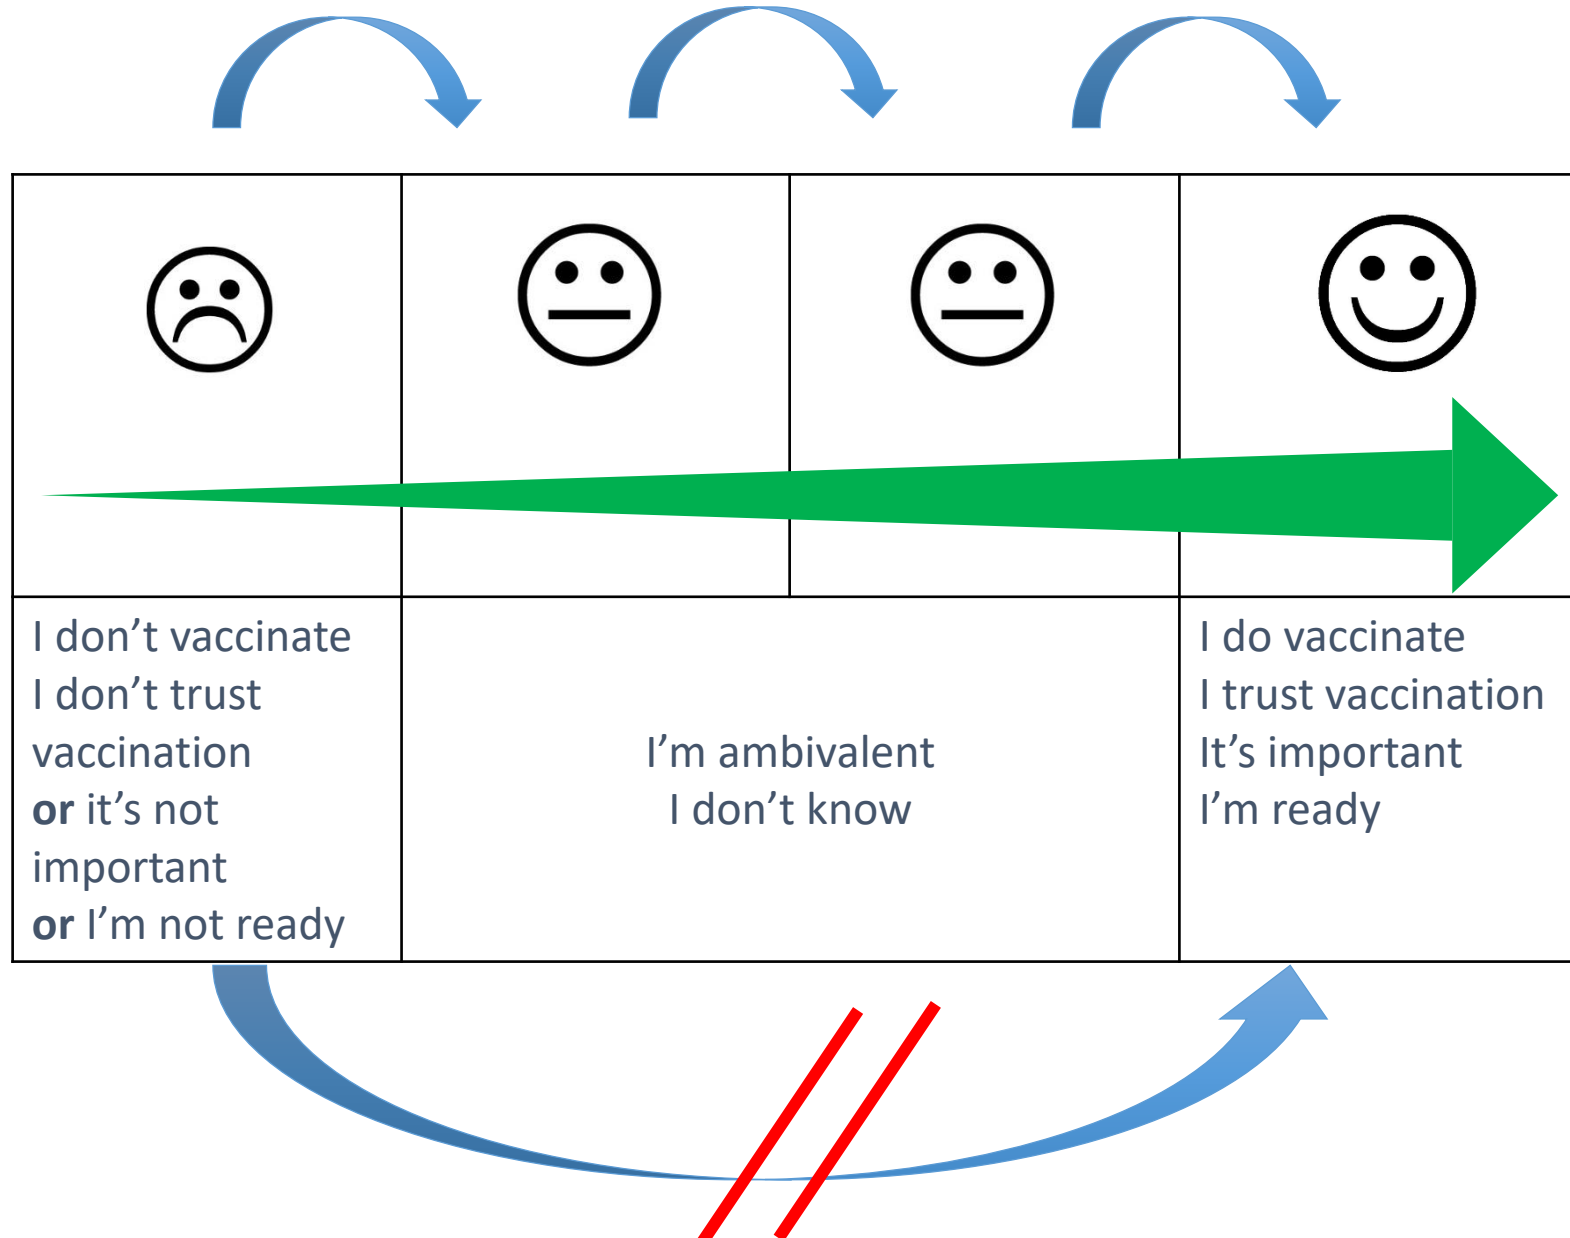 I don’t vaccinate
I don’t trust
vaccination
or it’s not
important
or I’m not ready
I’m ambivalent
I don’t know
I do vaccinate
I trust vaccination
It’s important
I’m ready